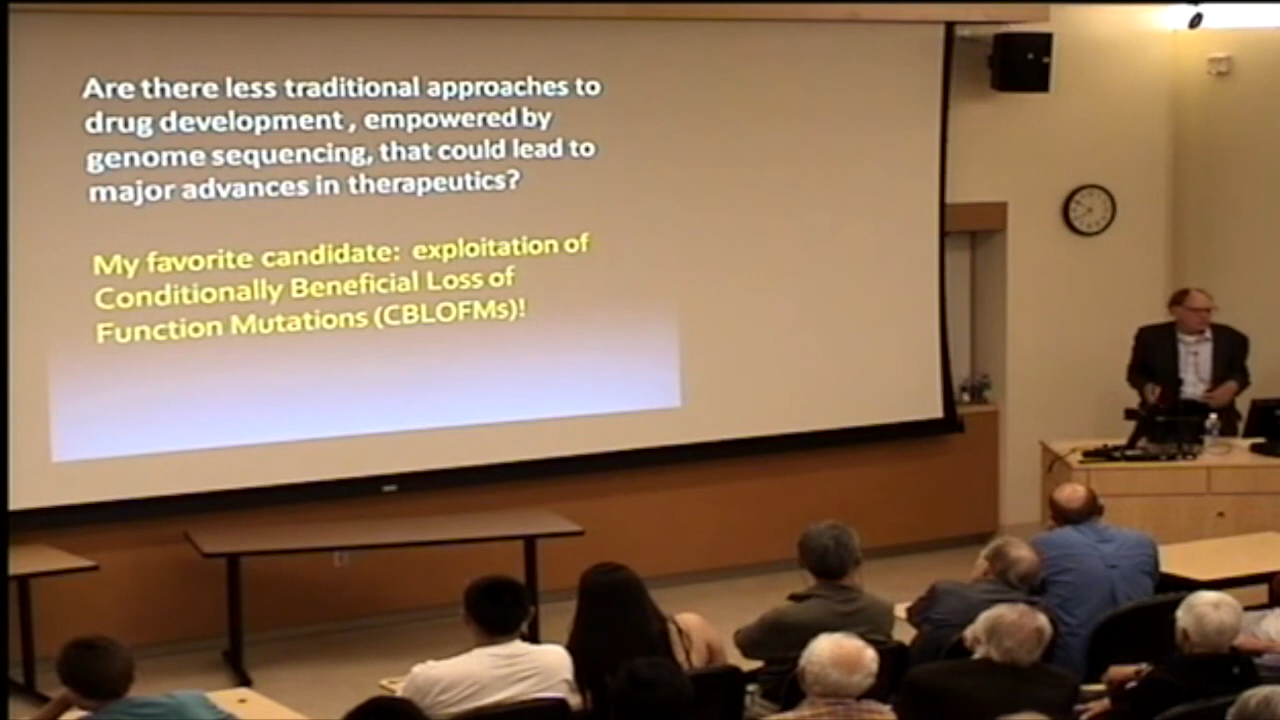 Are there less traditional approaches to
drug development , empowered by
genome sequencing, that could lead to
major advances in therapeutics?
My favorite candidate: exploitation of
Conditionally Beneficial Loss of
Function Mutations (CBLOFMs)!